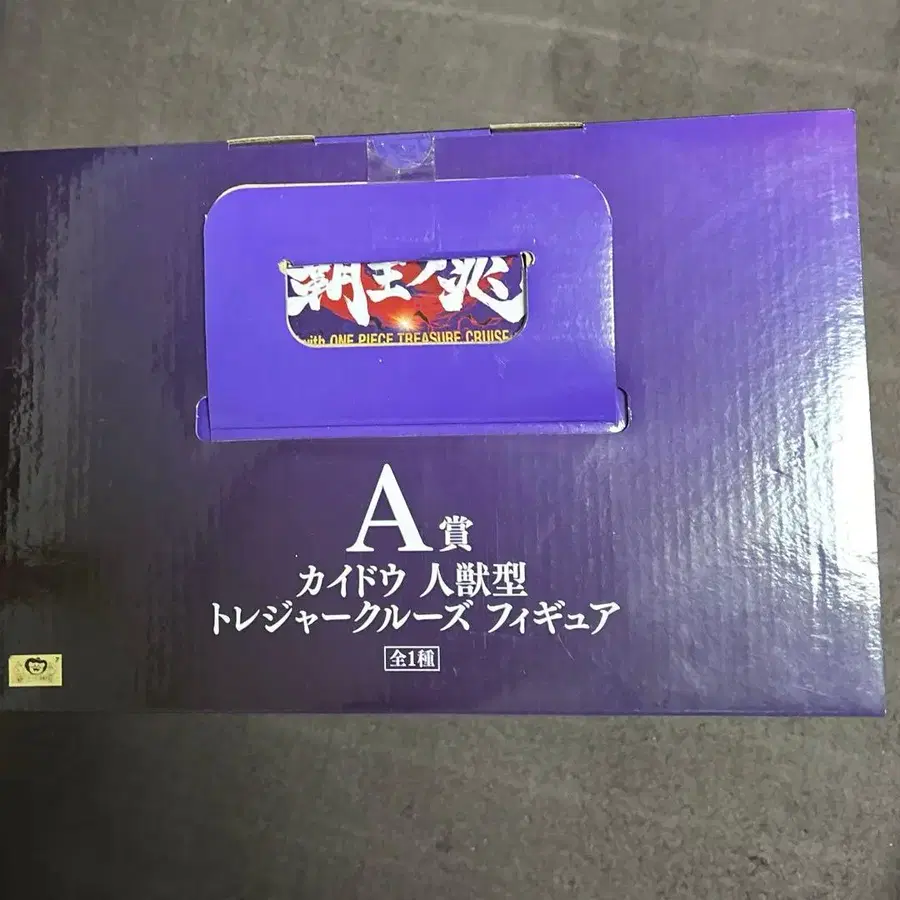 覇王ノ兆
with ONE PIECE TREASURE CRUISE
A賞
カイドウ 人獣型
トレジャークルーズ フィギュア
全1種